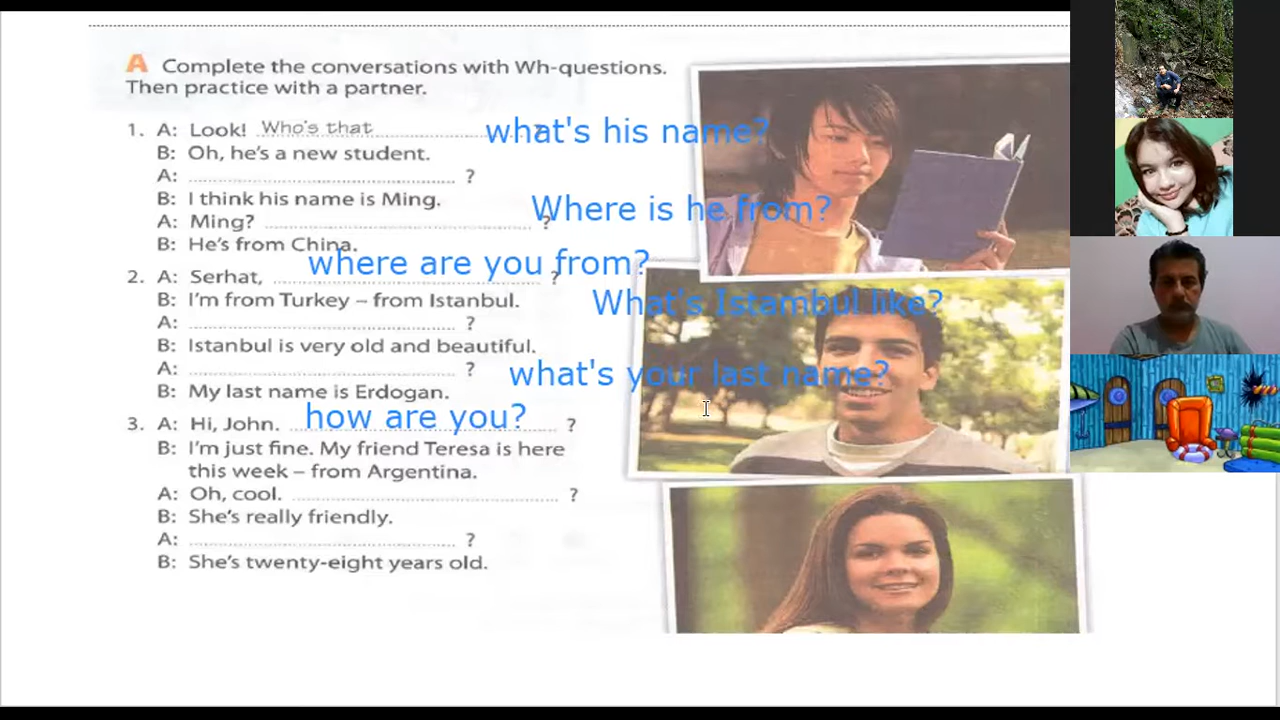 A Complete the conversations with Wh-questions.
Then practice with a partner.
1. A: Look! Who's that ?
what's his name?
B: Oh, he's a new student.
A: ?
B: I think his name is Ming.
Where is he from?
A: Ming? ?
B: He's from China.
where are you from?
2. A: Serhat, ?
B: I'm from Turkey – from Istanbul.
What's Istambul like?
A: ?
B: Istanbul is very old and beautiful.
A: ?
what's your last name?
B: My last name is Erdogan.
how are you?
3. A: Hi, John. ?
B: I'm just fine. My friend Teresa is here
this week – from Argentina.
A: Oh, cool. ?
B: She's really friendly.
A: ?
B: She's twenty-eight years old.